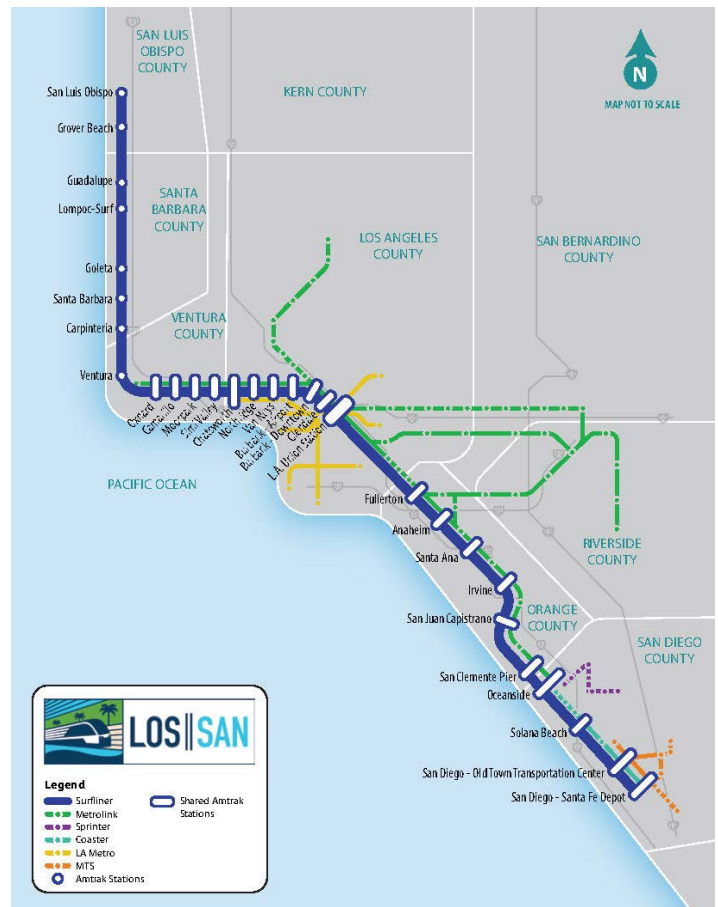 SAN LUIS
OBISPO
COUNTY
KERN COUNTY
N
MAP NOT TO SCALE
San Luis Obispo
Grover Beach
Guadalupe
Lompoc-Surf
SANTA
BARBARA
COUNTY
LOS ANGELES
COUNTY
SAN BERNARDINO
COUNTY
Goleta
Santa Barbara
Carpinteria
VENTURA
COUNTY
Ventura
Oxnard
Camarillo
Moorpark
Simi Valley
Chatsworth
Northridge
Van Nuys
Burbank-Airport
Burbank-Downtown
Glendale
L.A. Union Station
PACIFIC OCEAN
Fullerton
Anaheim
Santa Ana
RIVERSIDE
COUNTY
Irvine
San Juan Capistrano
ORANGE
COUNTY
SAN DIEGO
COUNTY
San Clemente Pier
Oceanside
Solana Beach
San Diego - Old Town Transportation Center
San Diego - Santa Fe Depot
LOS SAN
Legend
Surfliner
Metrolink
Sprinter
Coaster
LA Metro
MTS
Amtrak Stations
Shared Amtrak
Stations